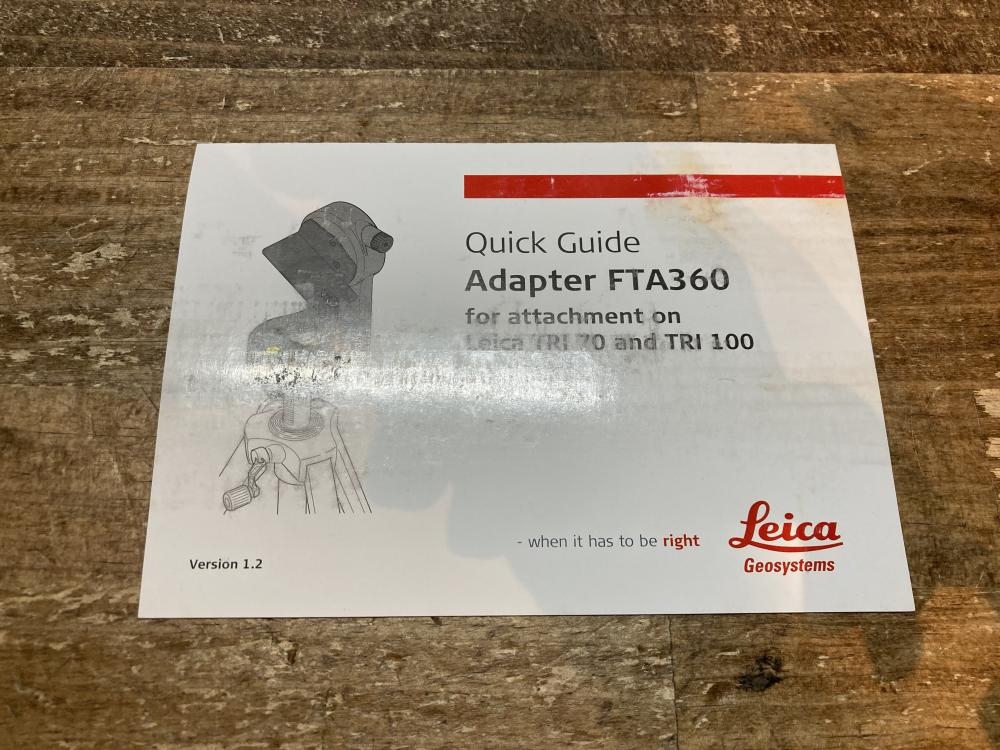 Quick Guide
Adapter FTA360
for attachment on
Leica TRI 70 and TRI 100
- when it has to be right
Leica
Geosystems
Version 1.2